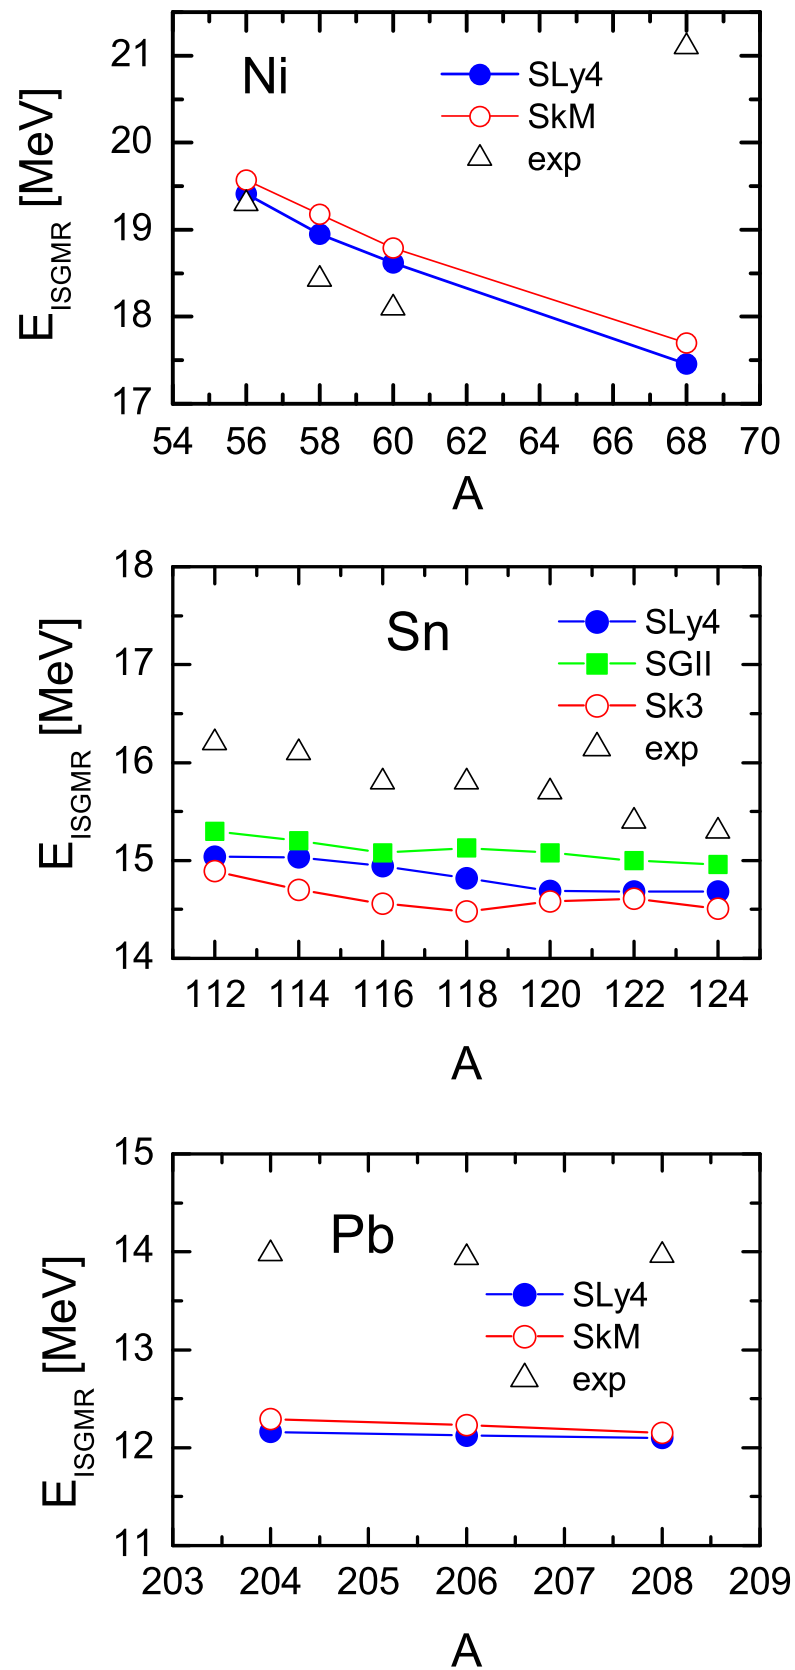 Ni
SLy4
SkM
exp
E_ISGMR [MeV]
21
20
19
18
17
54 56 58 60 62 64 66 68 70
A
Sn
SLy4
SGII
Sk3
exp
E_ISGMR [MeV]
18
17
16
15
14
112 114 116 118 120 122 124
A
Pb
SLy4
SkM
exp
E_ISGMR [MeV]
15
14
13
12
11
203 204 205 206 207 208 209
A